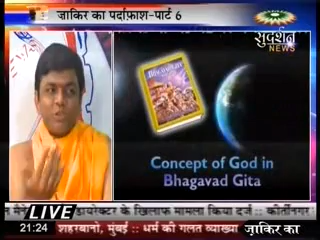 ज़ाकिर का पर्दाफ़ाश-पार्ट 6
सुदर्शन
NEWS
Bhagavad
Gita
Concept of God in
Bhagavad Gita
LIVE
डायरेक्टर के खिलाफ मामला किया दर्ज :: कीर्तीनगर
21:24
शहरबानो, मुंबई :: धर्म की गलत व्याख्या
ज़ाकिर का